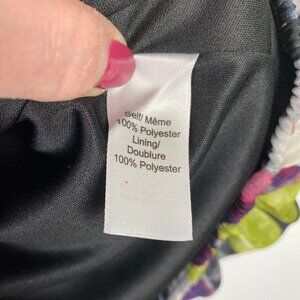 Self/ Même
100% Polyester
Lining/
Doublure
100% Polyester